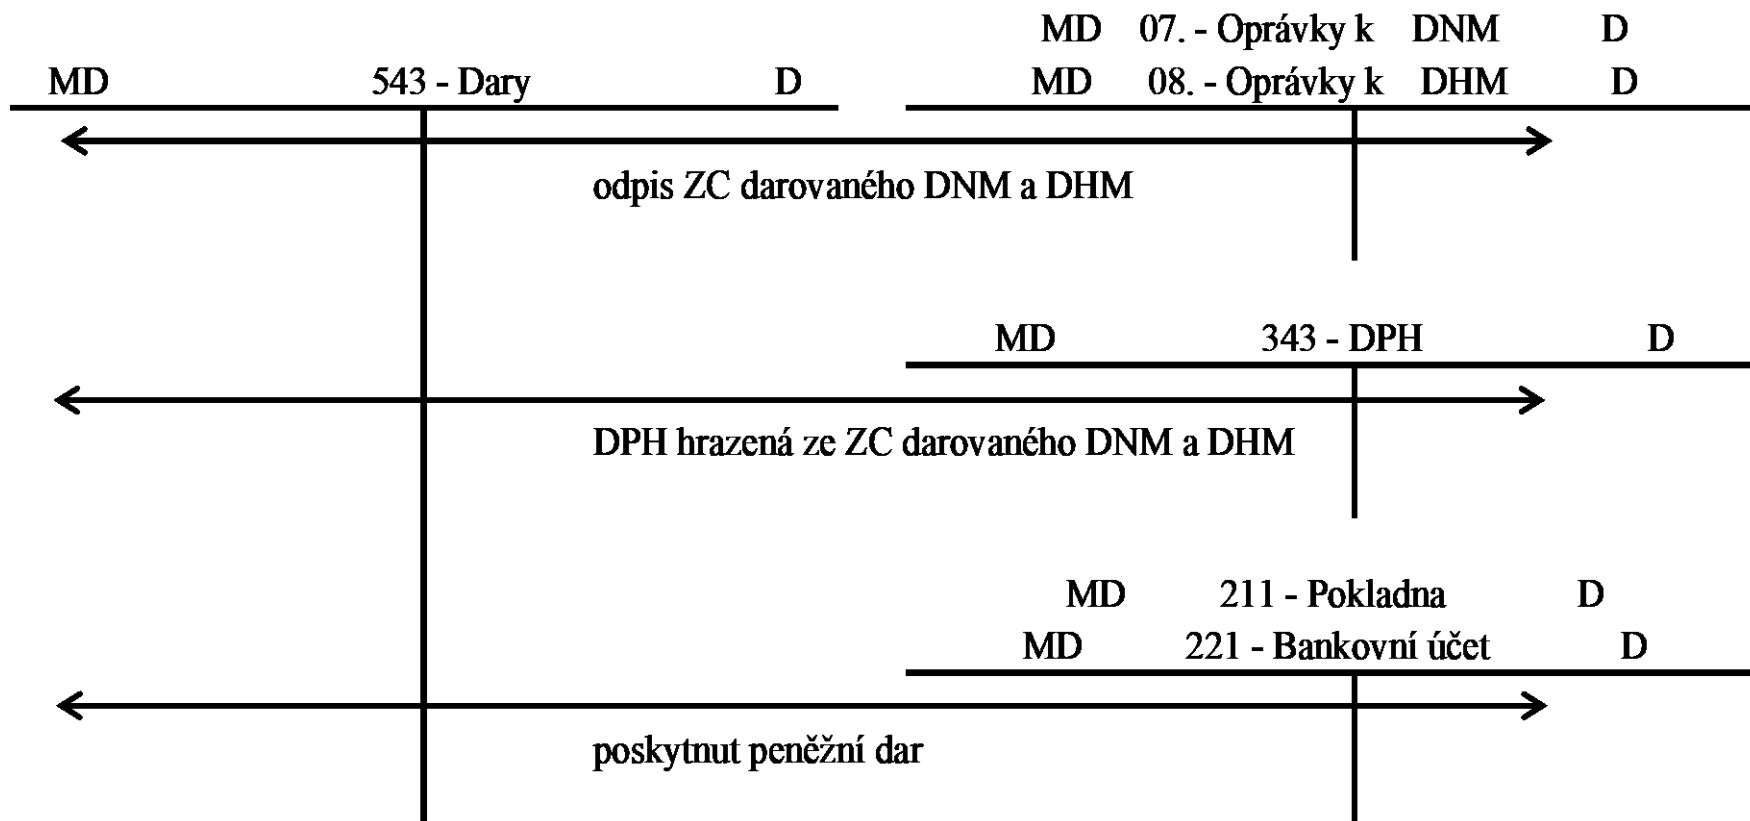 MD 07. - Oprávky k DNM D
MD 543 - Dary D
MD 08. - Oprávky k DHM D
odpis ZC darovaného DNM a DHM
MD 343 - DPH D
DPH hrazená ze ZC darovaného DNM a DHM
MD 211 - Pokladna D
MD 221 - Bankovní účet D
poskytnut peněžní dar